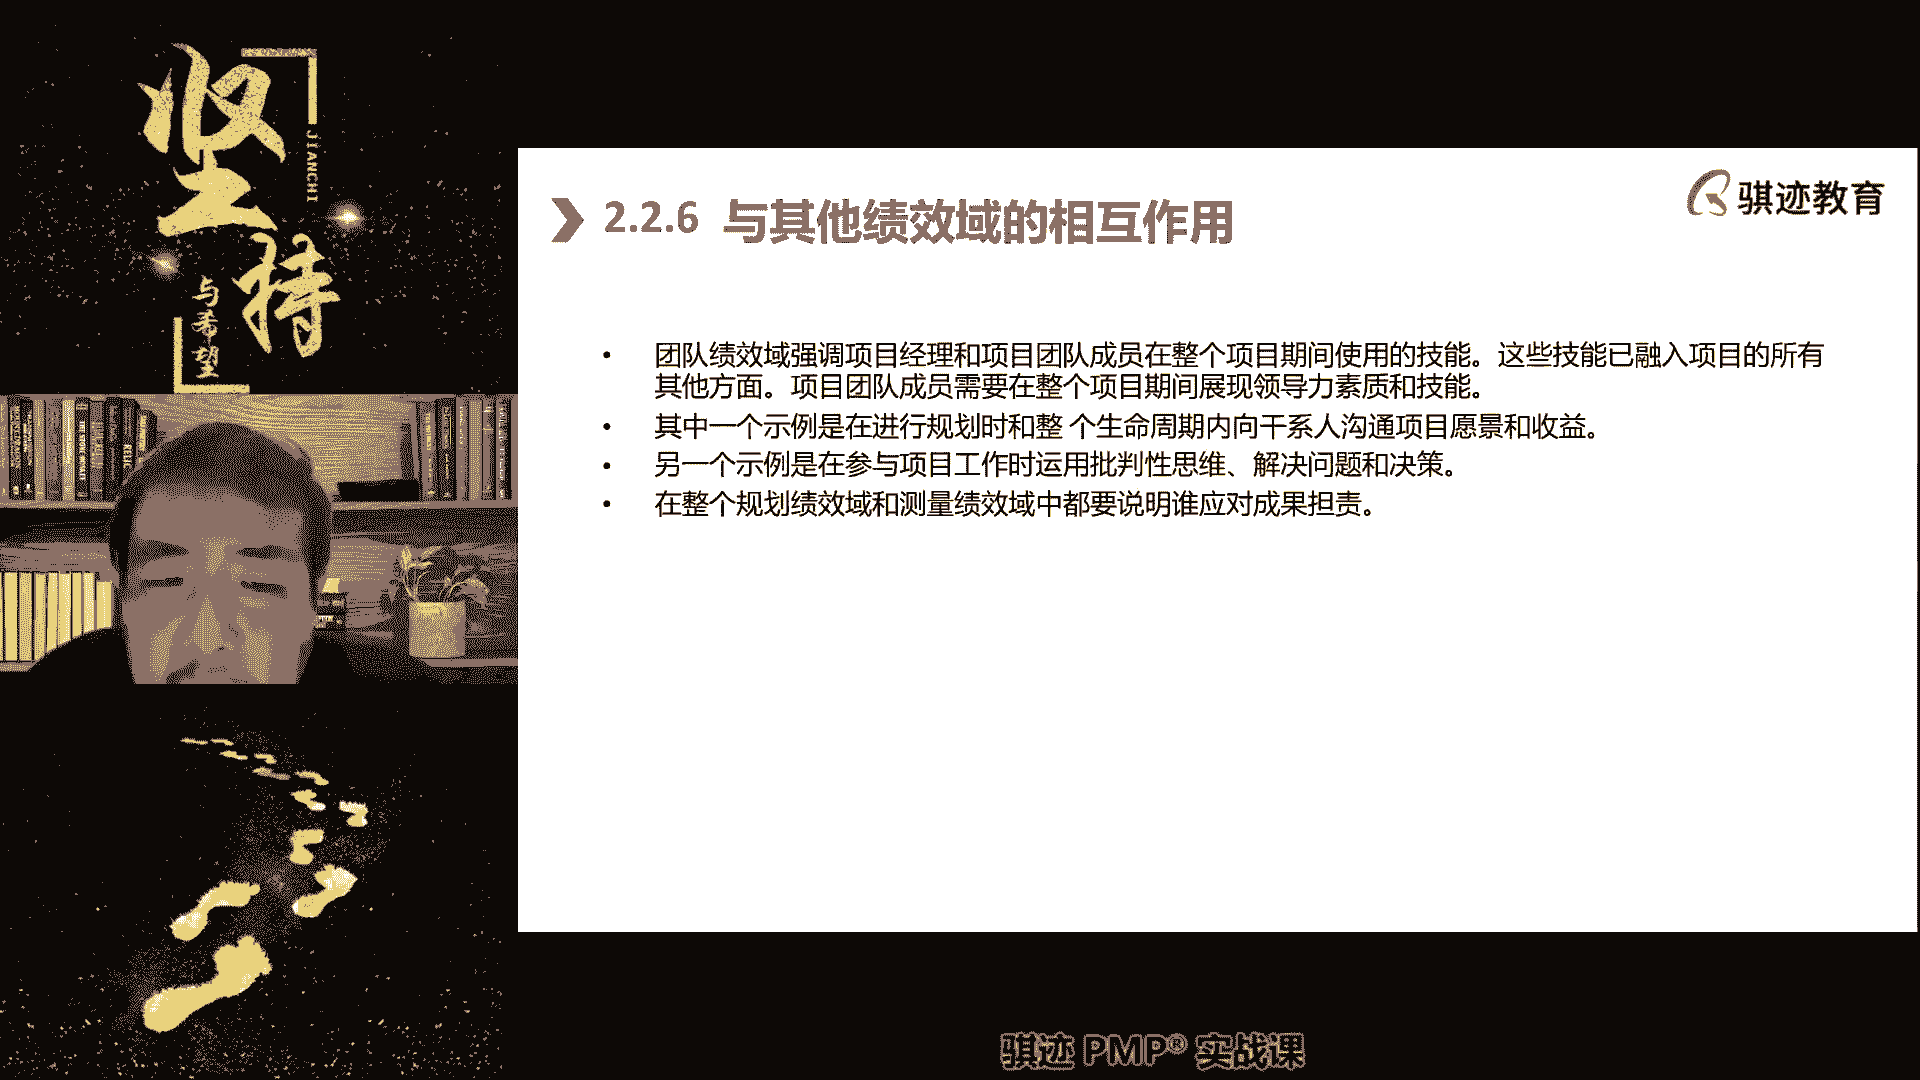 坚持
JIANCHI
与希望
骐迹教育
2.2.6 与其他绩效域的相互作用
• 团队绩效域强调项目经理和项目团队成员在整个项目期间使用的技能。这些技能已融入项目的所有
其他方面。项目团队成员需要在整个项目期间展现领导力素质和技能。
• 其中一个示例是在进行规划时和整 个生命周期内向干系人沟通项目愿景和收益。
• 另一个示例是在参与项目工作时运用批判性思维、解决问题和决策。
• 在整个规划绩效域和测量绩效域中都要说明谁应对成果担责。
骐迹 PMP® 实战课